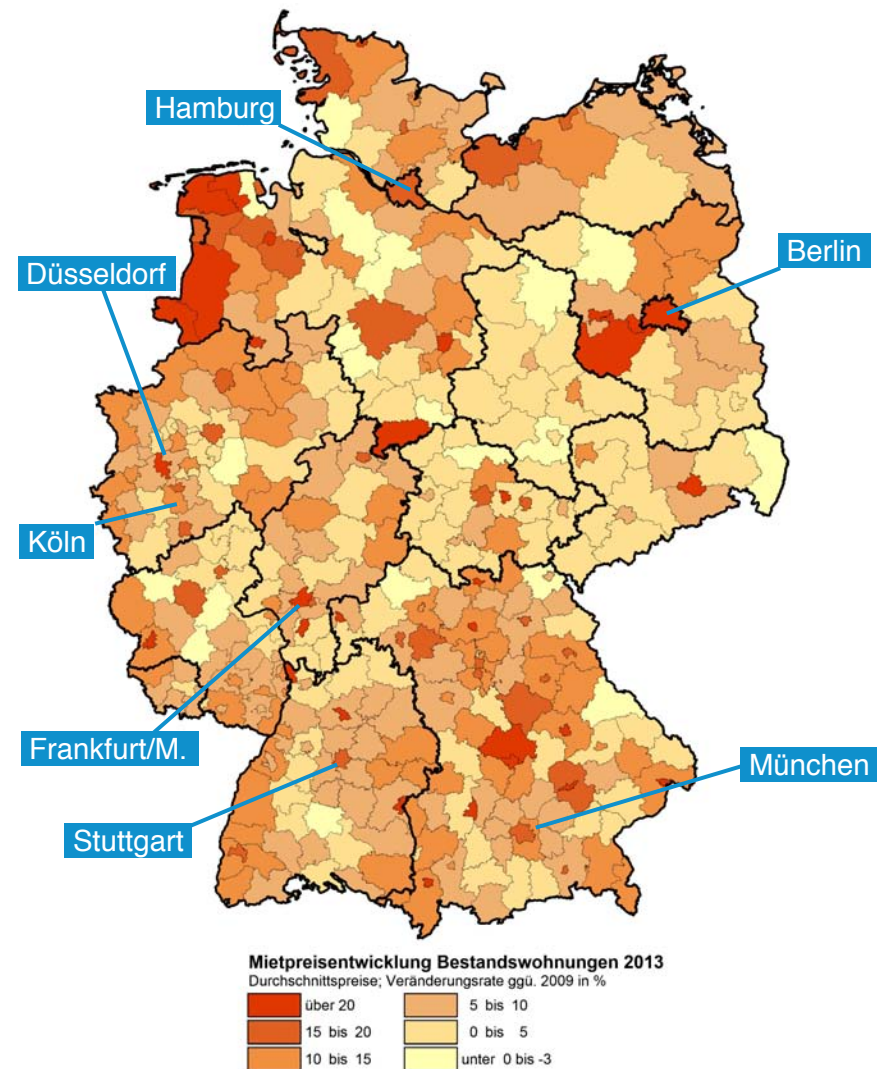 Hamburg
Berlin
Düsseldorf
Köln
Frankfurt/M.
München
Stuttgart
Mietpreisentwicklung Bestandswohnungen 2013
Durchschnittspreise; Veränderungsrate ggü. 2009 in %
über 20
5 bis 10
15 bis 20
0 bis 5
10 bis 15
unter 0 bis -3